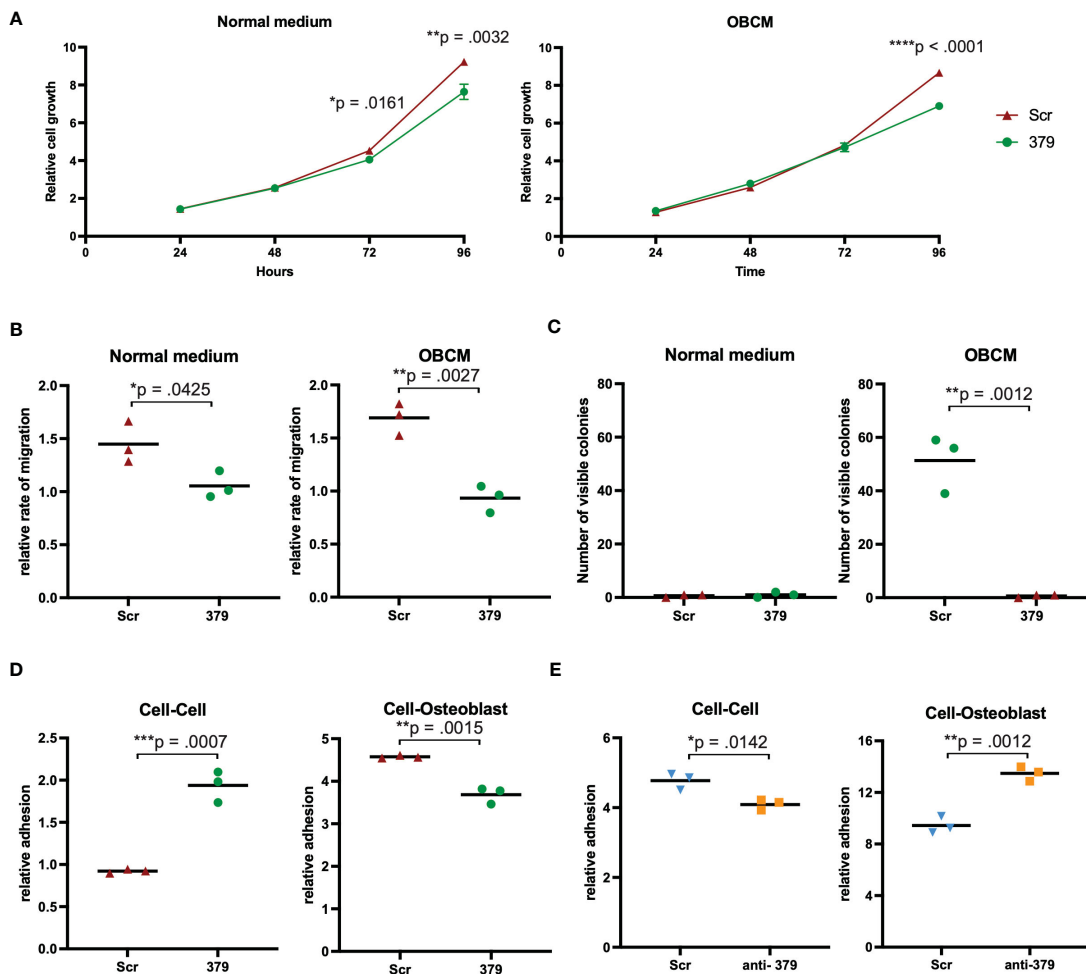 A
Normal medium
**p = .0032
*p = .0161
Relative cell growth
10
8
6
4
2
0
0 24 48 72 96
Hours
OBCM
****p < .0001
Relative cell growth
10
8
6
4
2
0
0 24 48 72 96
Time
Scr
379
B
Normal medium
*p = .0425
relative rate of migration
2.0
1.5
1.0
0.5
0.0
Scr 379
OBCM
**p = .0027
relative rate of migration
2.0
1.5
1.0
0.5
0.0
Scr 379
C
Normal medium
Number of visible colonies
80
60
40
20
0
Scr 379
OBCM
**p = .0012
Number of visible colonies
80
60
40
20
0
Scr 379
D
Cell-Cell
***p = .0007
relative adhesion
2.5
2.0
1.5
1.0
0.5
0.0
Scr 379
Cell-Osteoblast
**p = .0015
relative adhesion
5
4
3
2
1
0
Scr 379
E
Cell-Cell
*p = .0142
relative adhesion
6
4
2
0
Scr anti- 379
Cell-Osteoblast
**p = .0012
relative adhesion
16
12
8
4
0
Scr anti-379